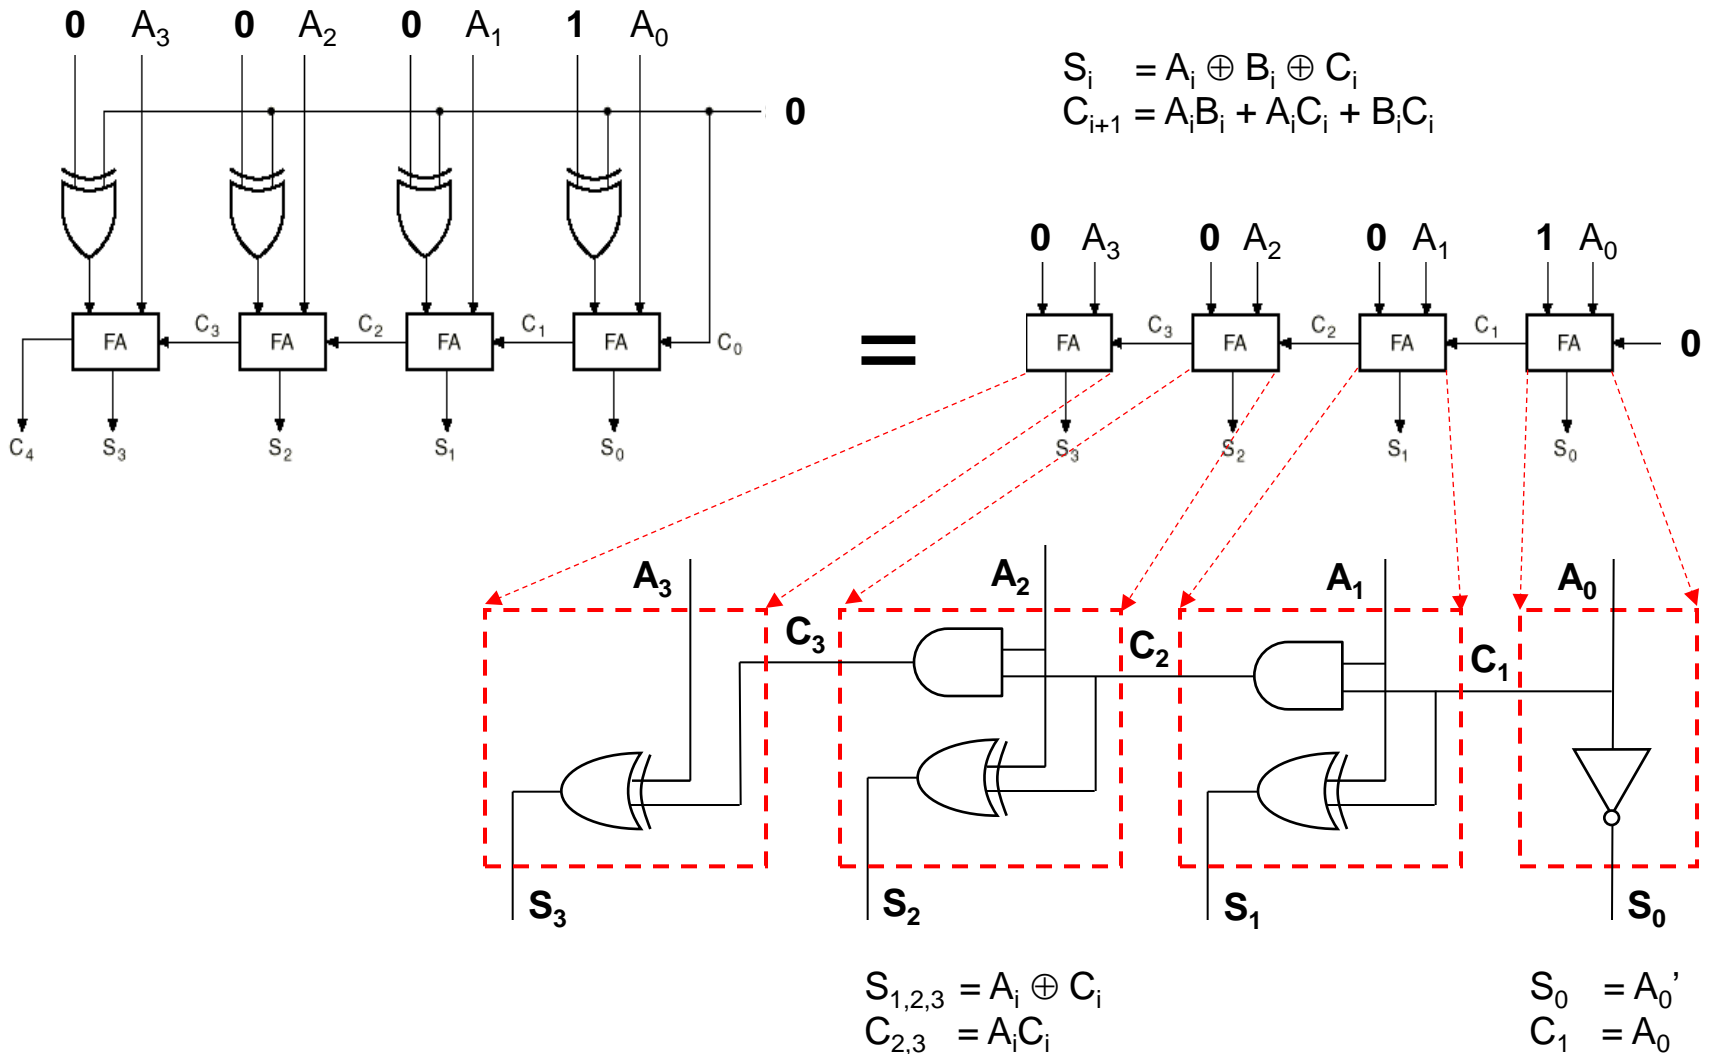 0 A₃ 0 A₂ 0 A₁ 1 A₀
0
Sᵢ = Aᵢ ⊕ Bᵢ ⊕ Cᵢ
Cᵢ₊₁ = AᵢBᵢ + AᵢCᵢ + BᵢCᵢ
FA C₃ FA C₂ FA C₁ FA C₀
C₄ S₃ S₂ S₁ S₀
=
0 A₃ 0 A₂ 0 A₁ 1 A₀
FA C₃ FA C₂ FA C₁ FA 0
S₃ S₂ S₁ S₀
A₃ A₂ A₁ A₀
C₃ C₂ C₁
S₃ S₂ S₁ S₀
S₁,₂,₃ = Aᵢ ⊕ Cᵢ
C₂,₃ = AᵢCᵢ
S₀ = A₀’
C₁ = A₀